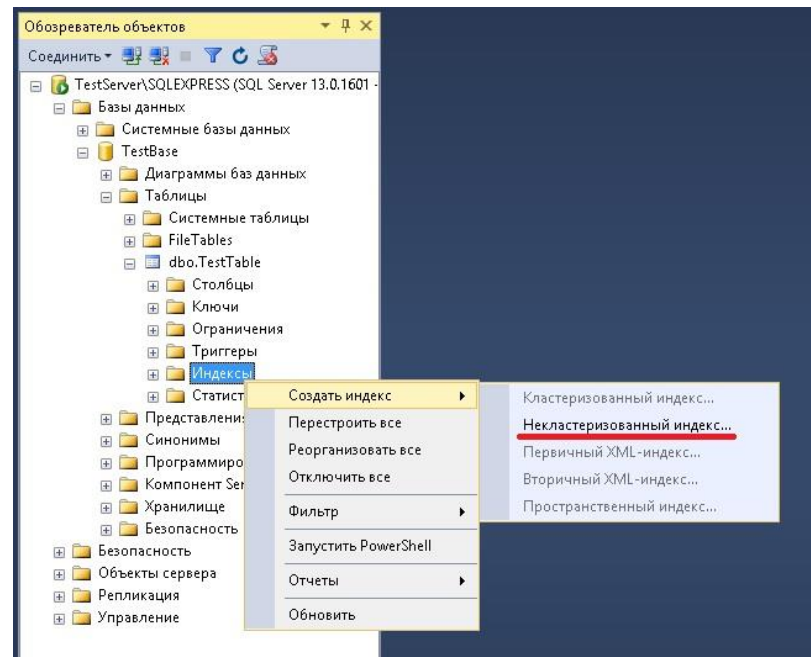 Обозреватель объектов
Соединить
TestServer\SQLEXPRESS (SQL Server 13.0.1601 -
Базы данных
Системные базы данных
TestBase
Диаграммы баз данных
Таблицы
Системные таблицы
FileTables
dbo.TestTable
Столбцы
Ключи
Ограничения
Триггеры
Индексы
Статист
Представлени
Синонимы
Программиро
Компонент Ser
Хранилище
Безопасность
Безопасность
Объекты сервера
Репликация
Управление
Создать индекс
Перестроить все
Реорганизовать все
Отключить все
Фильтр
Запустить PowerShell
Отчеты
Обновить
Кластеризованный индекс...
Некластеризованный индекс...
Первичный XML-индекс...
Вторичный XML-индекс...
Пространственный индекс...